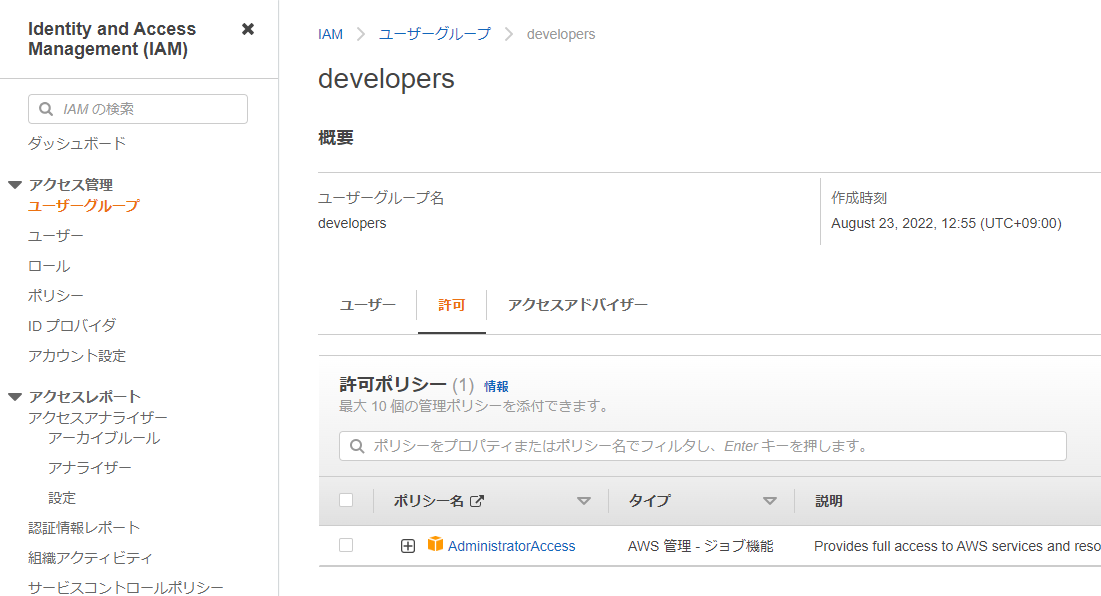 Identity and Access
Management (IAM)
IAM の検索
ダッシュボード
アクセス管理
ユーザーグループ
ユーザー
ロール
ポリシー
ID プロバイダ
アカウント設定
アクセスレポート
アクセスアナライザー
アーカイブルール
アナライザー
設定
認証情報レポート
組織アクティビティ
サービスコントロールポリシー
IAM ユーザーグループ developers
developers
概要
ユーザーグループ名
developers
作成時刻
August 23, 2022, 12:55 (UTC+09:00)
ユーザー 許可 アクセスアドバイザー
許可ポリシー (1) 情報
最大 10 個の管理ポリシーを添付できます。
ポリシーをプロパティまたはポリシー名でフィルタし、Enter キーを押します。
ポリシー名 タイプ 説明
AdministratorAccess AWS 管理 - ジョブ機能 Provides full access to AWS services and reso